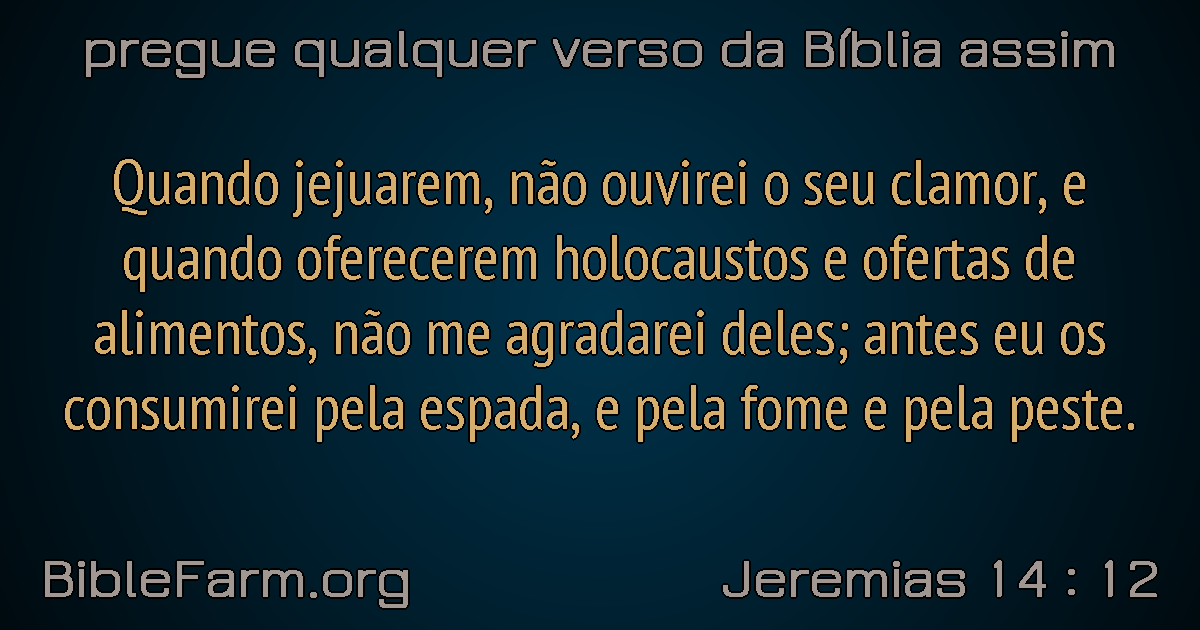 pregue qualquer verso da Bíblia assim
Quando jejuarem, não ouvirei o seu clamor, e
quando oferecerem holocaustos e ofertas de
alimentos, não me agradarei deles; antes eu os
consumirei pela espada, e pela fome e pela peste.
BibleFarm.org
Jeremias 14 : 12